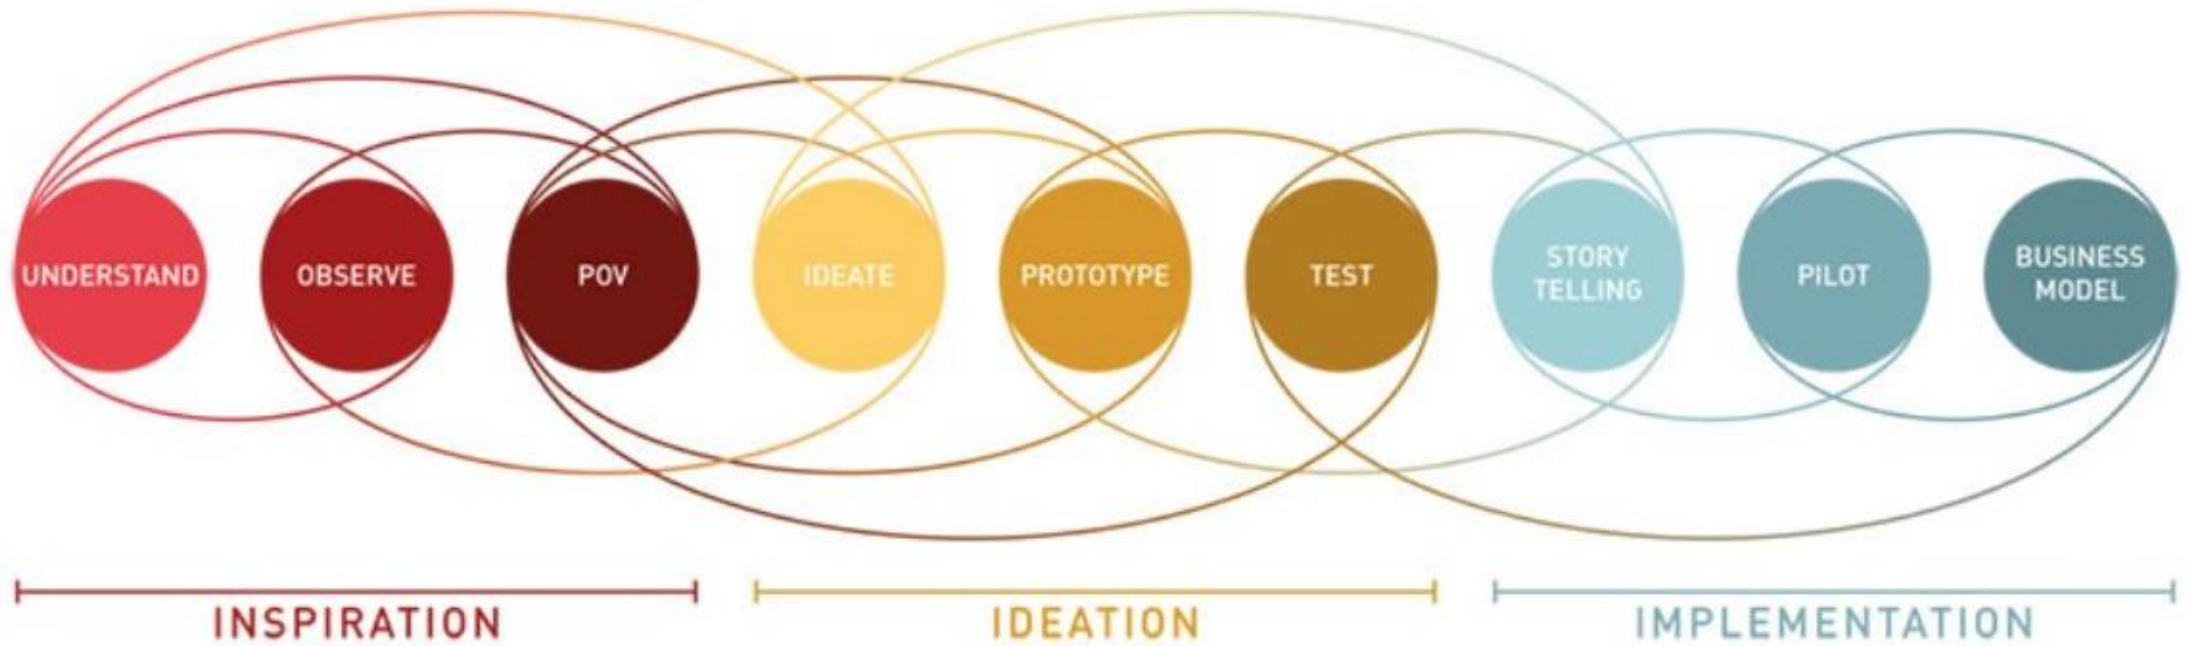 UNDERSTAND
OBSERVE
POV
IDEATE
PROTOTYPE
TEST
STORY
TELLING
PILOT
BUSINESS
MODEL
INSPIRATION
IDEATION
IMPLEMENTATION